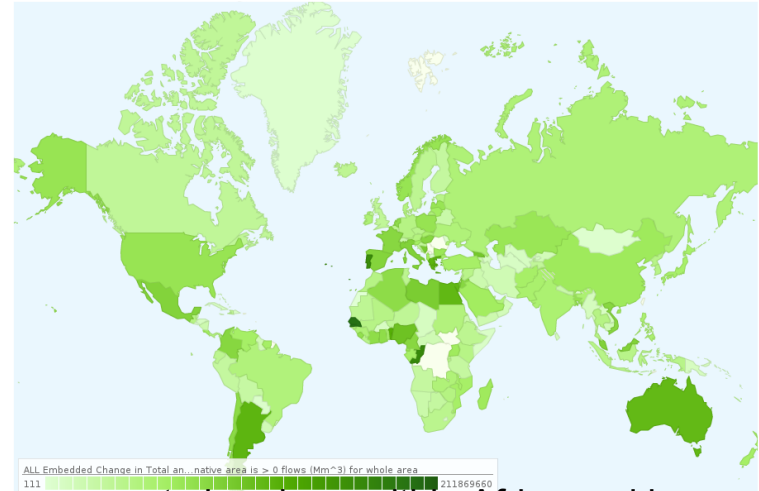 ALL Embedded Change in Total an...native area is > 0 flows (Mm^3) for whole area
111 211869660